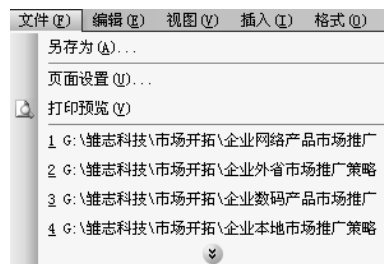 文件(F) 编辑(E) 视图(V) 插入(I) 格式(O)
另存为(A)...
页面设置(U)...
打印预览(V)
1 G:\雏志科技\市场开拓\企业网络产品市场推广
2 G:\雏志科技\市场开拓\企业外省市场推广策略
3 G:\雏志科技\市场开拓\企业数码产品市场推广
4 G:\雏志科技\市场开拓\企业本地市场推广策略